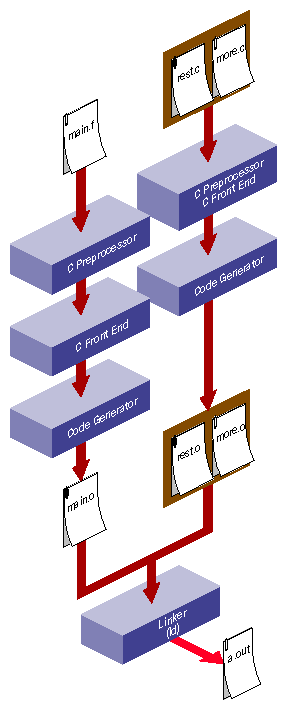 main.f
C Preprocessor
C Front End
Code Generator
main.o
rest.c
more.c
C Preprocessor
C Front End
Code Generator
rest.o
more.o
Linker
(ld)
a.out